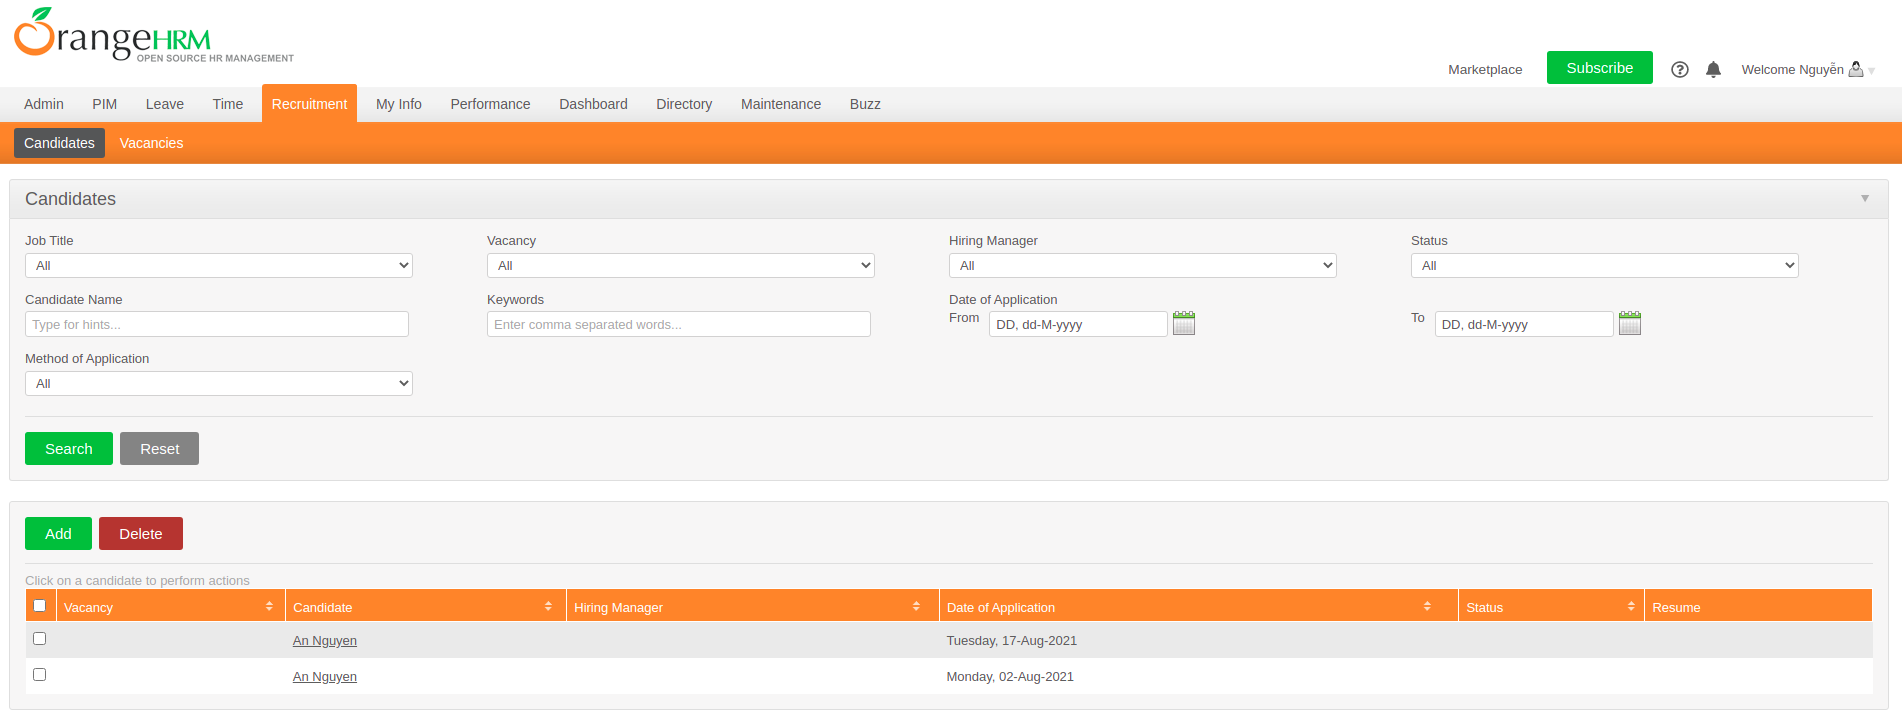 OrangeHRM
OPEN SOURCE HR MANAGEMENT
Marketplace Subscribe Welcome Nguyễn
Admin PIM Leave Time Recruitment My Info Performance Dashboard Directory Maintenance Buzz
Candidates Vacancies
Candidates
Job Title Vacancy Hiring Manager Status
All All All All
Candidate Name Keywords Date of Application
Type for hints... Enter comma separated words... From DD, dd-M-yyyy To DD, dd-M-yyyy
Method of Application
All
Search Reset
Add Delete
Click on a candidate to perform actions
Vacancy Candidate Hiring Manager Date of Application Status Resume
An Nguyen Tuesday, 17-Aug-2021
An Nguyen Monday, 02-Aug-2021